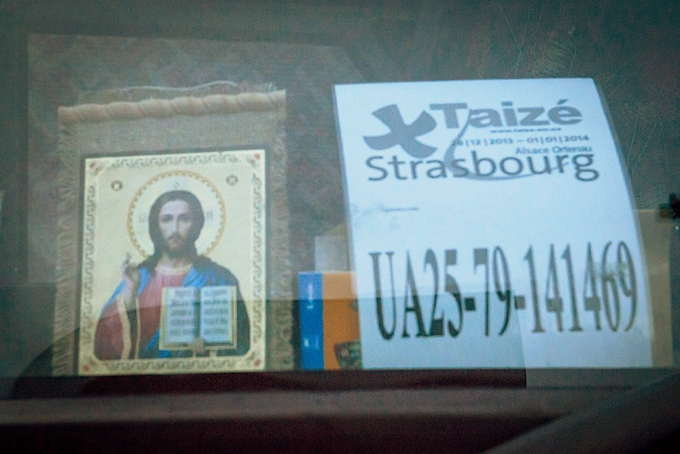 Taizé
28|12|2013 – 01|01|2014
Alsace Ortenau
Strasbourg
UA25-79-141469